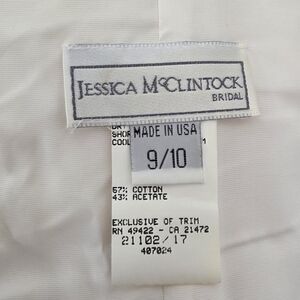 JESSICA McCLINTOCK
BRIDAL
MADE IN USA
9/10
COOL
57% COTTON
43% ACETATE
EXCLUSIVE OF TRIM
RN 49422 - CA 21472
21102/17
407024